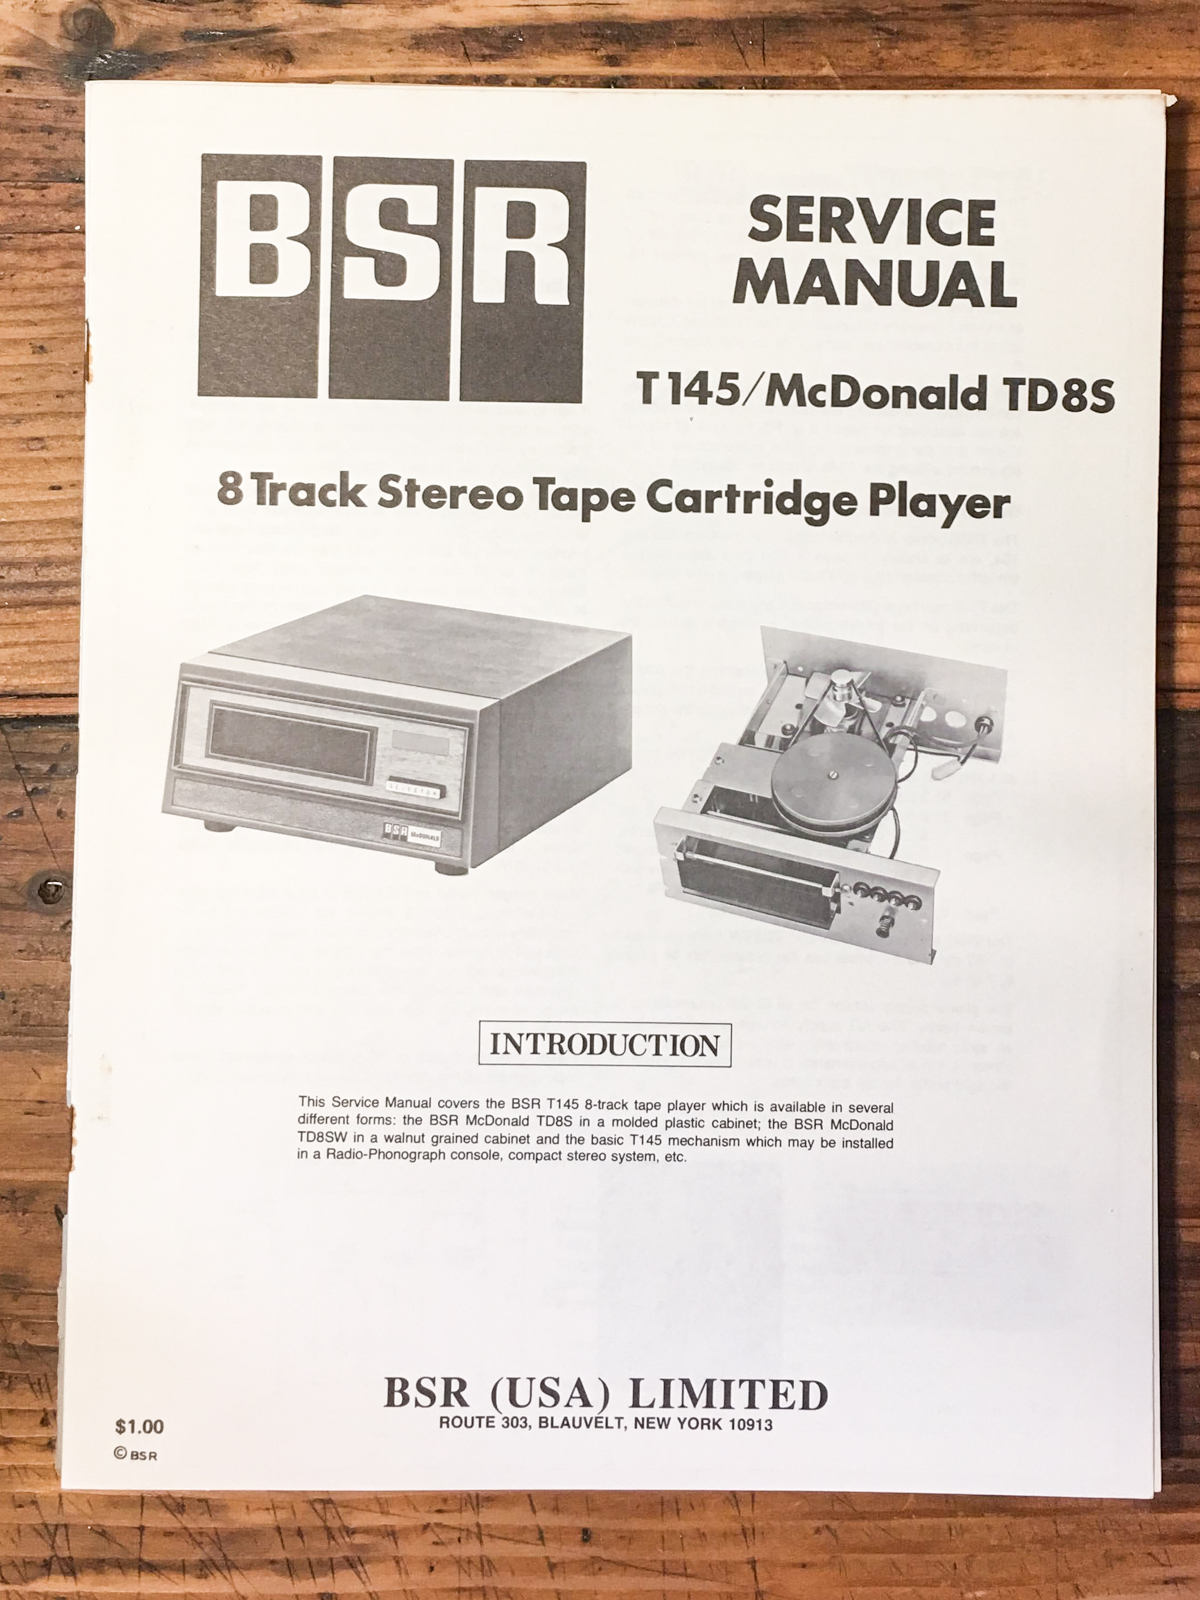 BSR
SERVICE
MANUAL
T145/McDonald TD8S
8 Track Stereo Tape Cartridge Player
SELECTOR
BSR McDONALD
INTRODUCTION
This Service Manual covers the BSR T145 8-track tape player which is available in several
different forms: the BSR McDonald TD8S in a molded plastic cabinet; the BSR McDonald
TD8SW in a walnut grained cabinet and the basic T145 mechanism which may be installed
in a Radio-Phonograph console, compact stereo system, etc.
BSR (USA) LIMITED
ROUTE 303, BLAUVELT, NEW YORK 10913
$1.00
© BSR